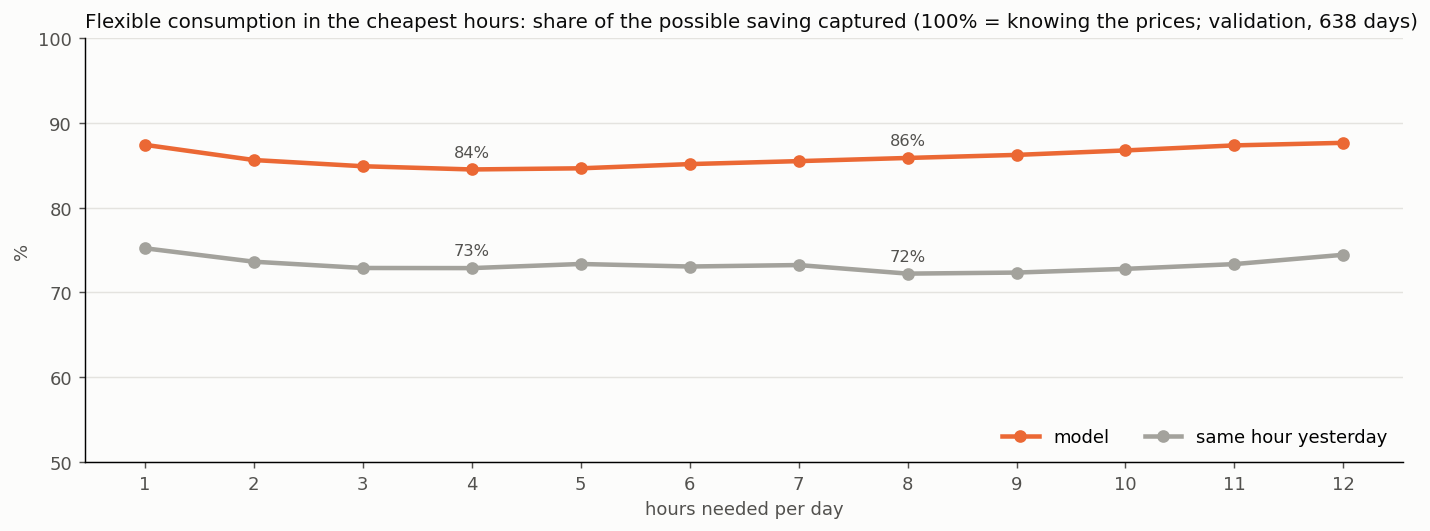 Flexible consumption in the cheapest hours: share of the possible saving captured (100% = knowing the prices; validation, 638 days)
100
90
80
70
60
50
%
84%
86%
73%
72%
model
same hour yesterday
1 2 3 4 5 6 7 8 9 10 11 12
hours needed per day